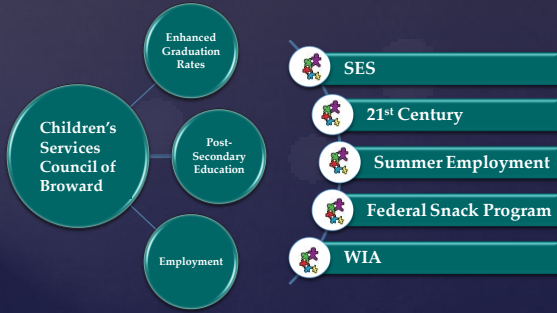 Children's
Services
Council of
Broward
Enhanced
Graduation
Rates
Post-
Secondary
Education
Employment
SES
21st Century
Summer Employment
Federal Snack Program
WIA